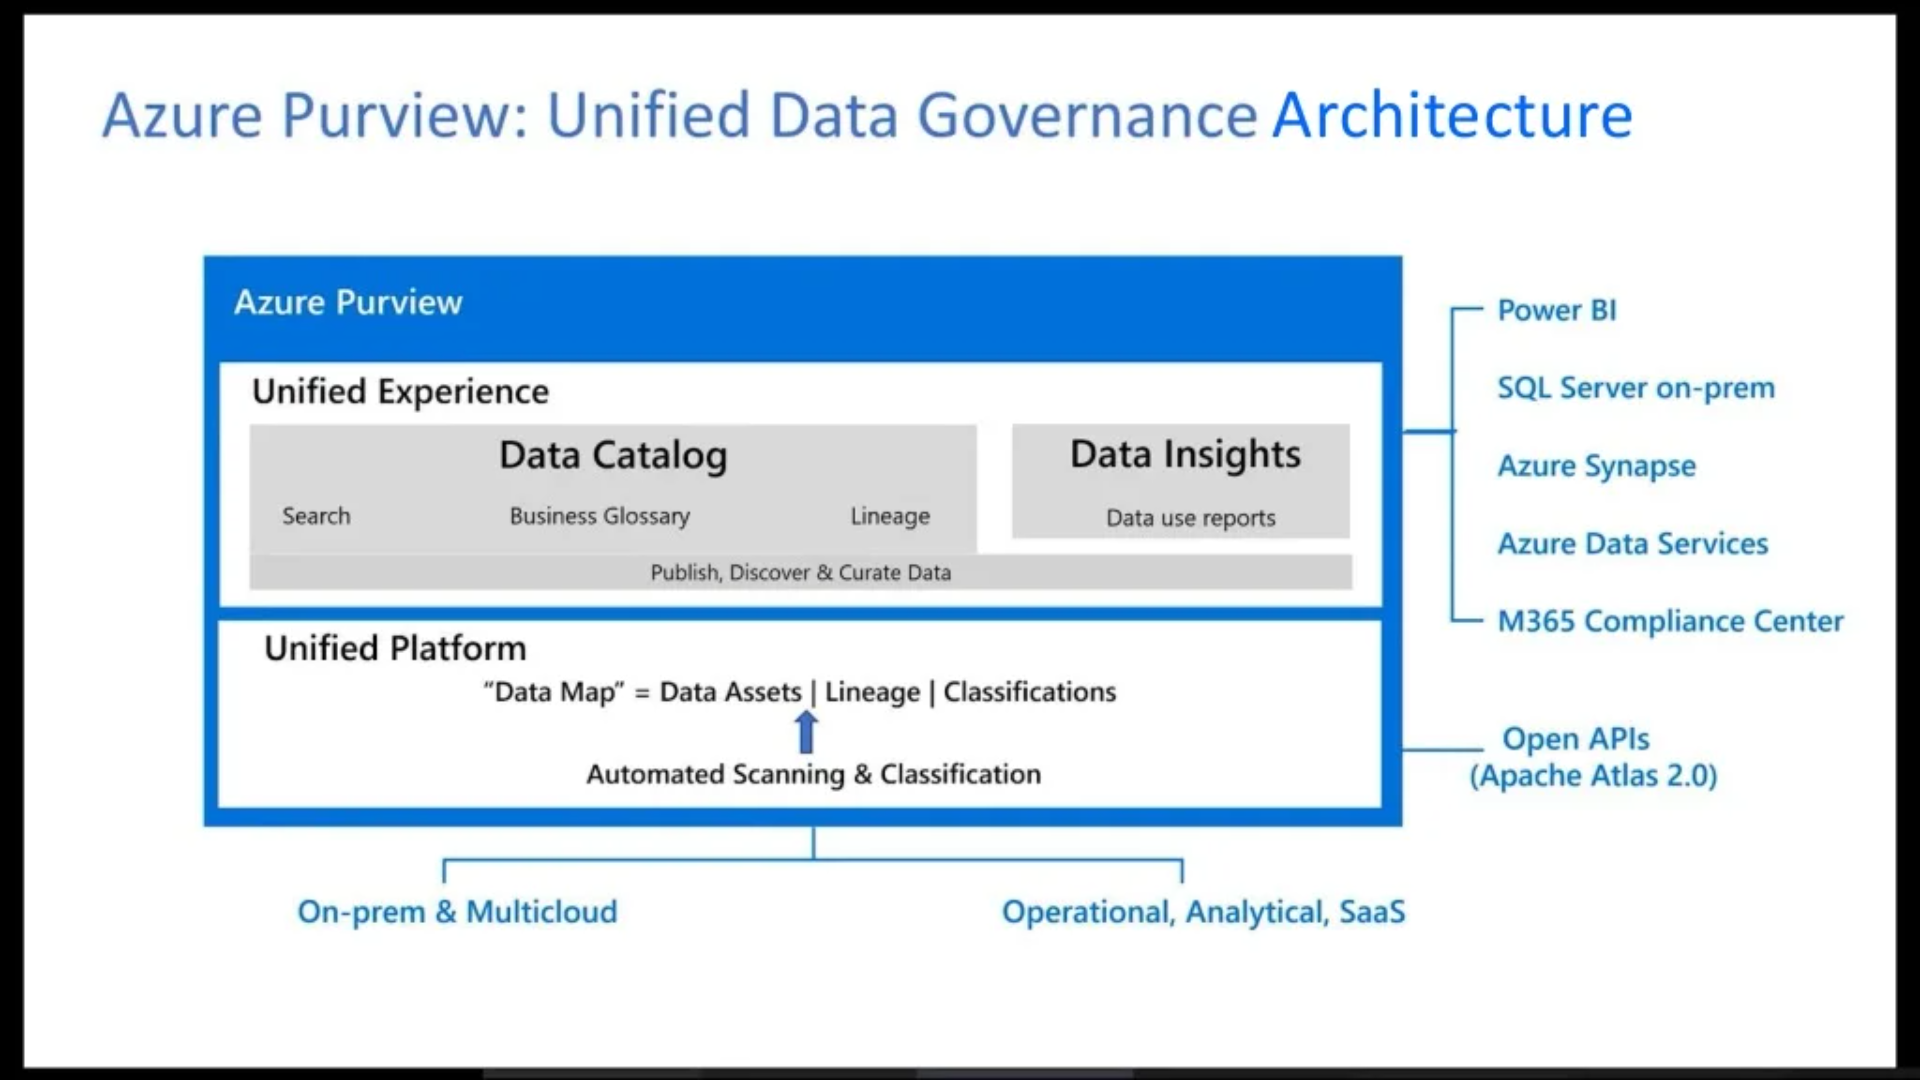 Azure Purview: Unified Data Governance Architecture
Azure Purview
Unified Experience
Data Catalog
Search
Business Glossary
Lineage
Data Insights
Data use reports
Publish, Discover & Curate Data
Unified Platform
“Data Map” = Data Assets | Lineage | Classifications
Automated Scanning & Classification
Power BI
SQL Server on-prem
Azure Synapse
Azure Data Services
M365 Compliance Center
Open APIs
(Apache Atlas 2.0)
On-prem & Multicloud
Operational, Analytical, SaaS